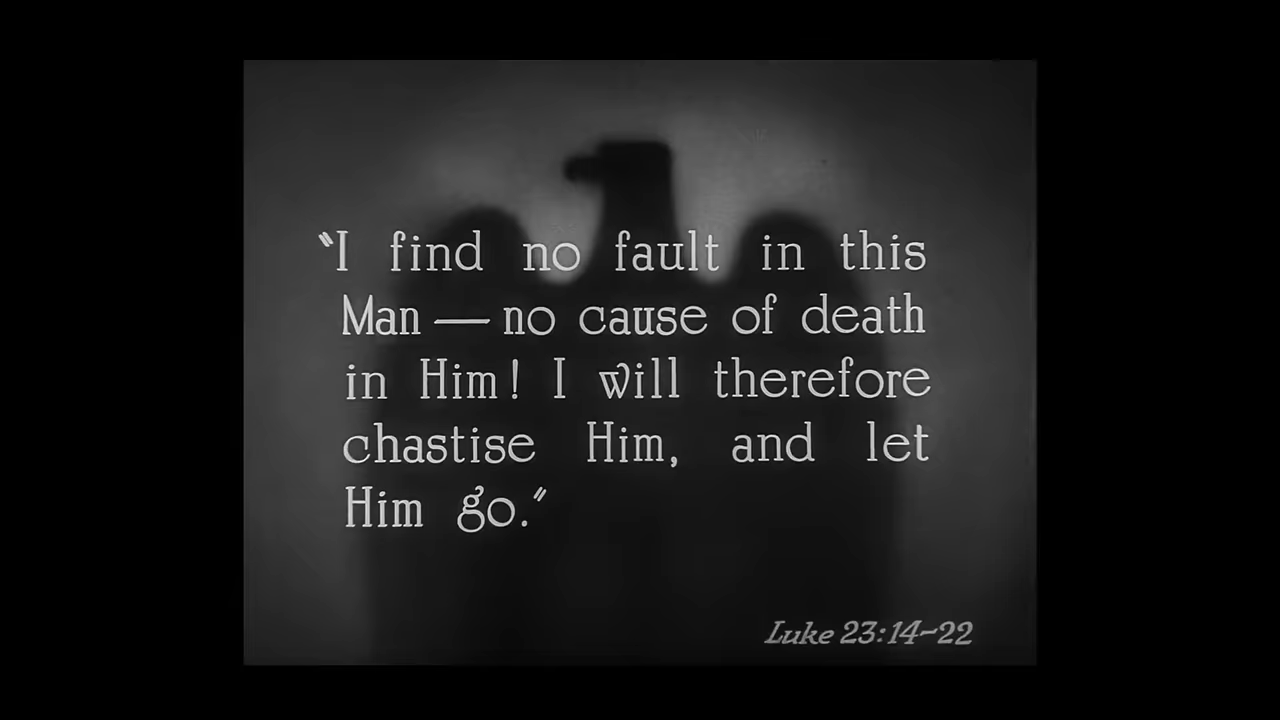 "I find no fault in this
Man — no cause of death
in Him! I will therefore
chastise Him, and let
Him go."
Luke 23:14-22